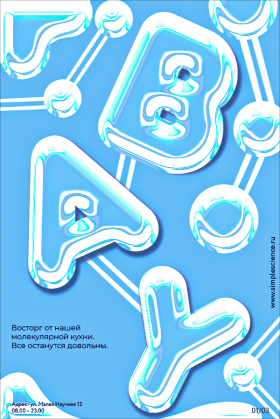 В
А
У
www.simplescience.ru
Восторг от нашей
молекулярной кухни.
Все останутся довольны.
Адрес: ул. Малая Научная 12
08.00 – 23.00
01/03